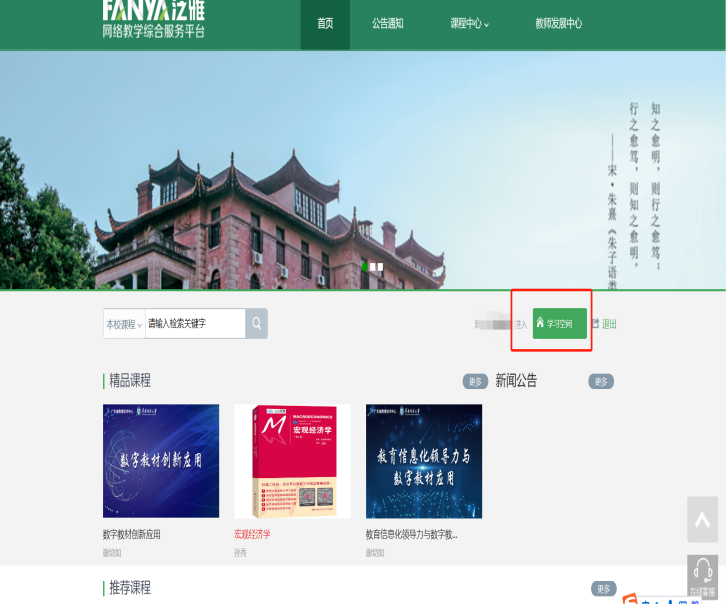 FANYA 泛雅
网络教学综合服务平台
首页 公告通知 课程中心 教师发展中心
知之愈明，则行之愈笃；
行之愈笃，则知之愈明，
——宋·朱熹《朱子语类
本校课程 请输入检索关键字
刘 进入 学习空间 退出
精品课程 更多 新闻公告 更多
数字教材创新应用
宏观经济学
教育信息化领导力与
数字教材应用
数字教材创新应用 宏观经济学 教育信息化领导力与数字教...
谢幼如 孙秀 谢幼如
推荐课程 更多
在线客服